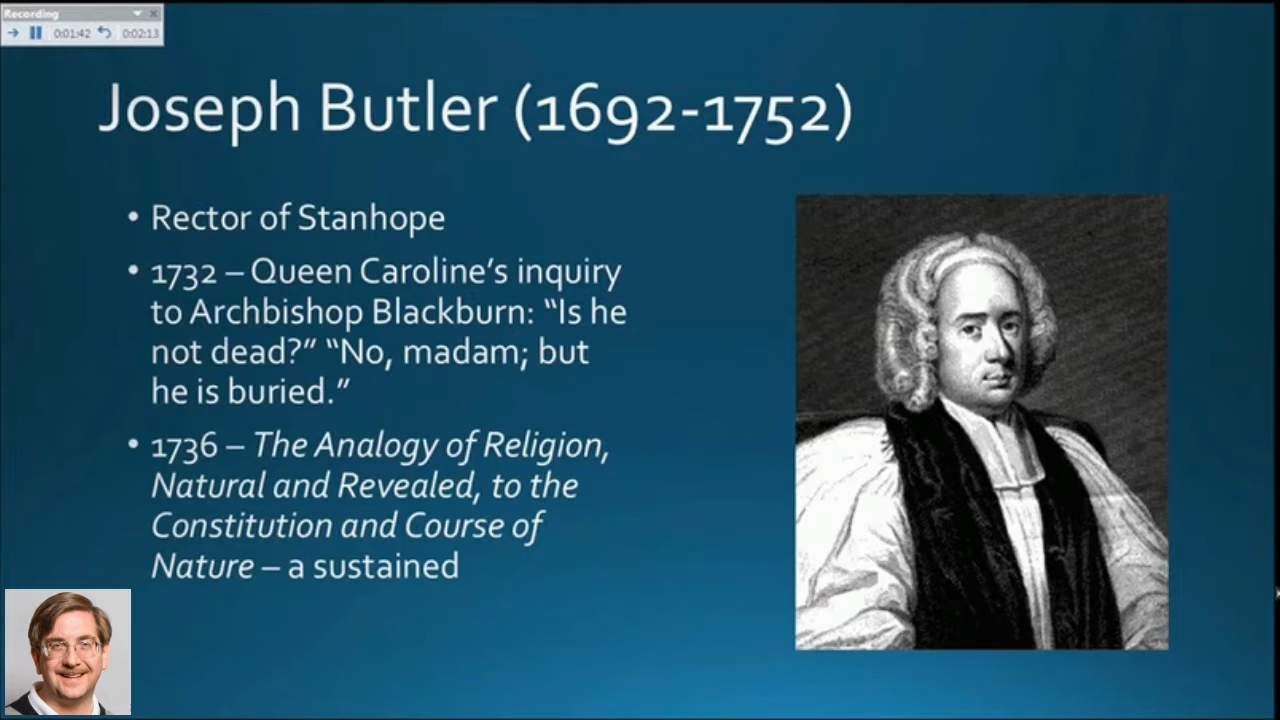 Recording
0:01:42
0:02:13
Joseph Butler (1692-1752)
• Rector of Stanhope
• 1732 – Queen Caroline’s inquiry
to Archbishop Blackburn: “Is he
not dead?” “No, madam; but
he is buried.”
• 1736 – The Analogy of Religion,
Natural and Revealed, to the
Constitution and Course of
Nature – a sustained